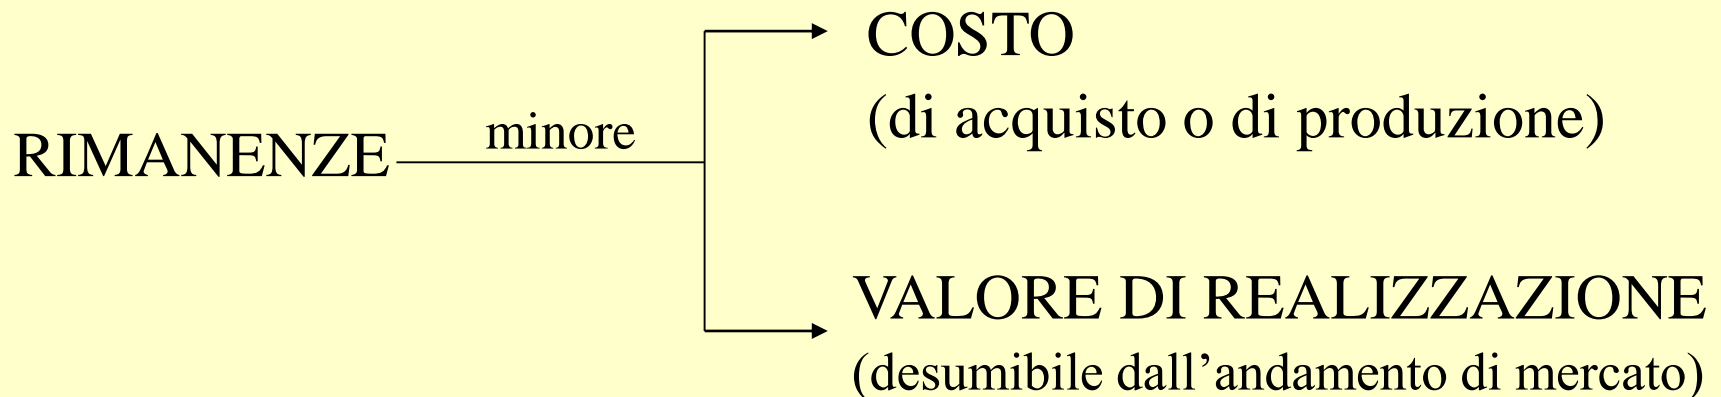 COSTO
(di acquisto o di produzione)
minore
RIMANENZE
VALORE DI REALIZZAZIONE
(desumibile dall’andamento di mercato)